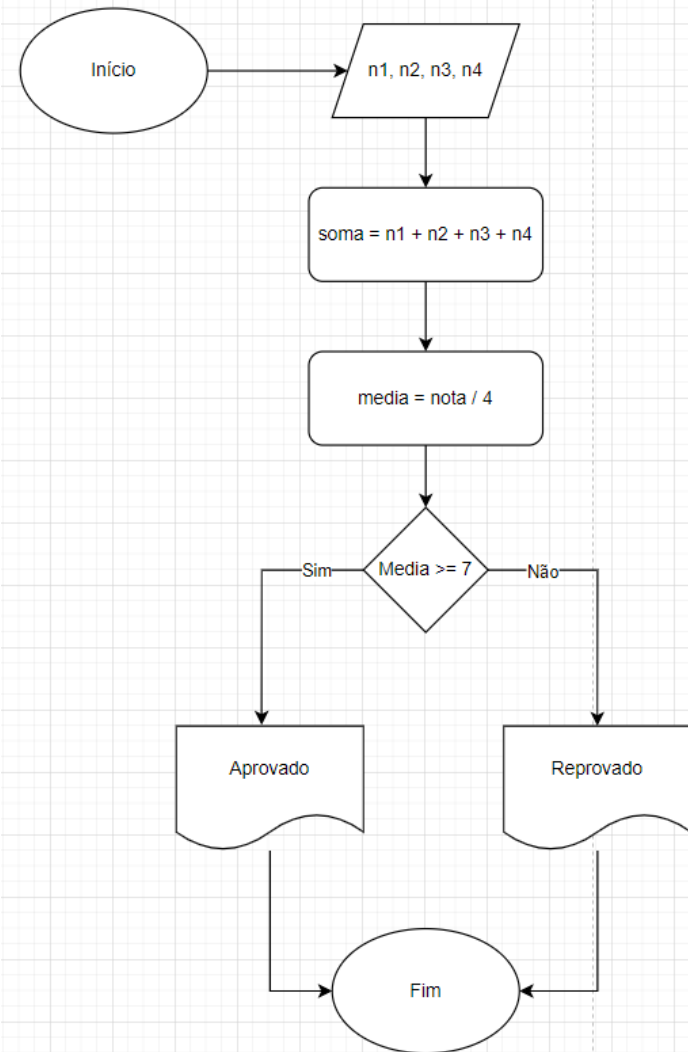 Início
n1, n2, n3, n4
soma = n1 + n2 + n3 + n4
media = nota / 4
Media >= 7
Sim
Não
Aprovado
Reprovado
Fim